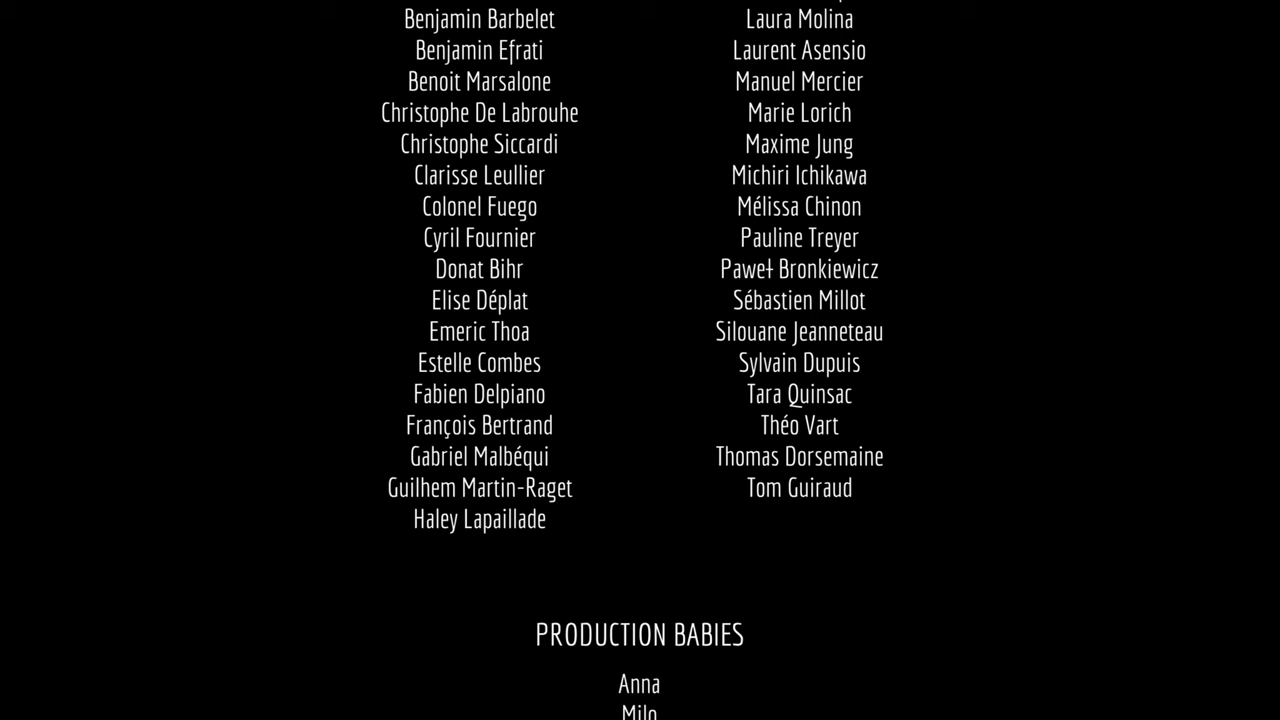 Benjamin Barbelet
Benjamin Efrati
Benoit Marsalone
Christophe De Labrouhe
Christophe Siccardi
Clarisse Leullier
Colonel Fuego
Cyril Fournier
Donat Bihr
Elise Déplat
Emeric Thoa
Estelle Combes
Fabien Delpiano
François Bertrand
Gabriel Malbéqui
Guilhem Martin-Raget
Haley Lapaillade
Laura Molina
Laurent Asensio
Manuel Mercier
Marie Lorich
Maxime Jung
Michiri Ichikawa
Mélissa Chinon
Pauline Treyer
Paweł Bronkiewicz
Sébastien Millot
Silouane Jeanneteau
Sylvain Dupuis
Tara Quinsac
Théo Vart
Thomas Dorsemaine
Tom Guiraud
PRODUCTION BABIES
Anna
Milo